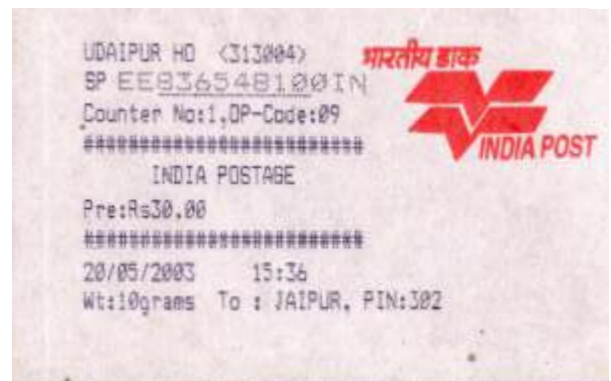 UDAIPUR HO <313004>
भारतीय डाक
SP EE836548100IN
Counter No:1,OP-Code:09
INDIA POST
##########################
INDIA POSTAGE
Pre:Rs30.00
##########################
20/05/2003 15:36
Wt:10grams To : JAIPUR, PIN:302